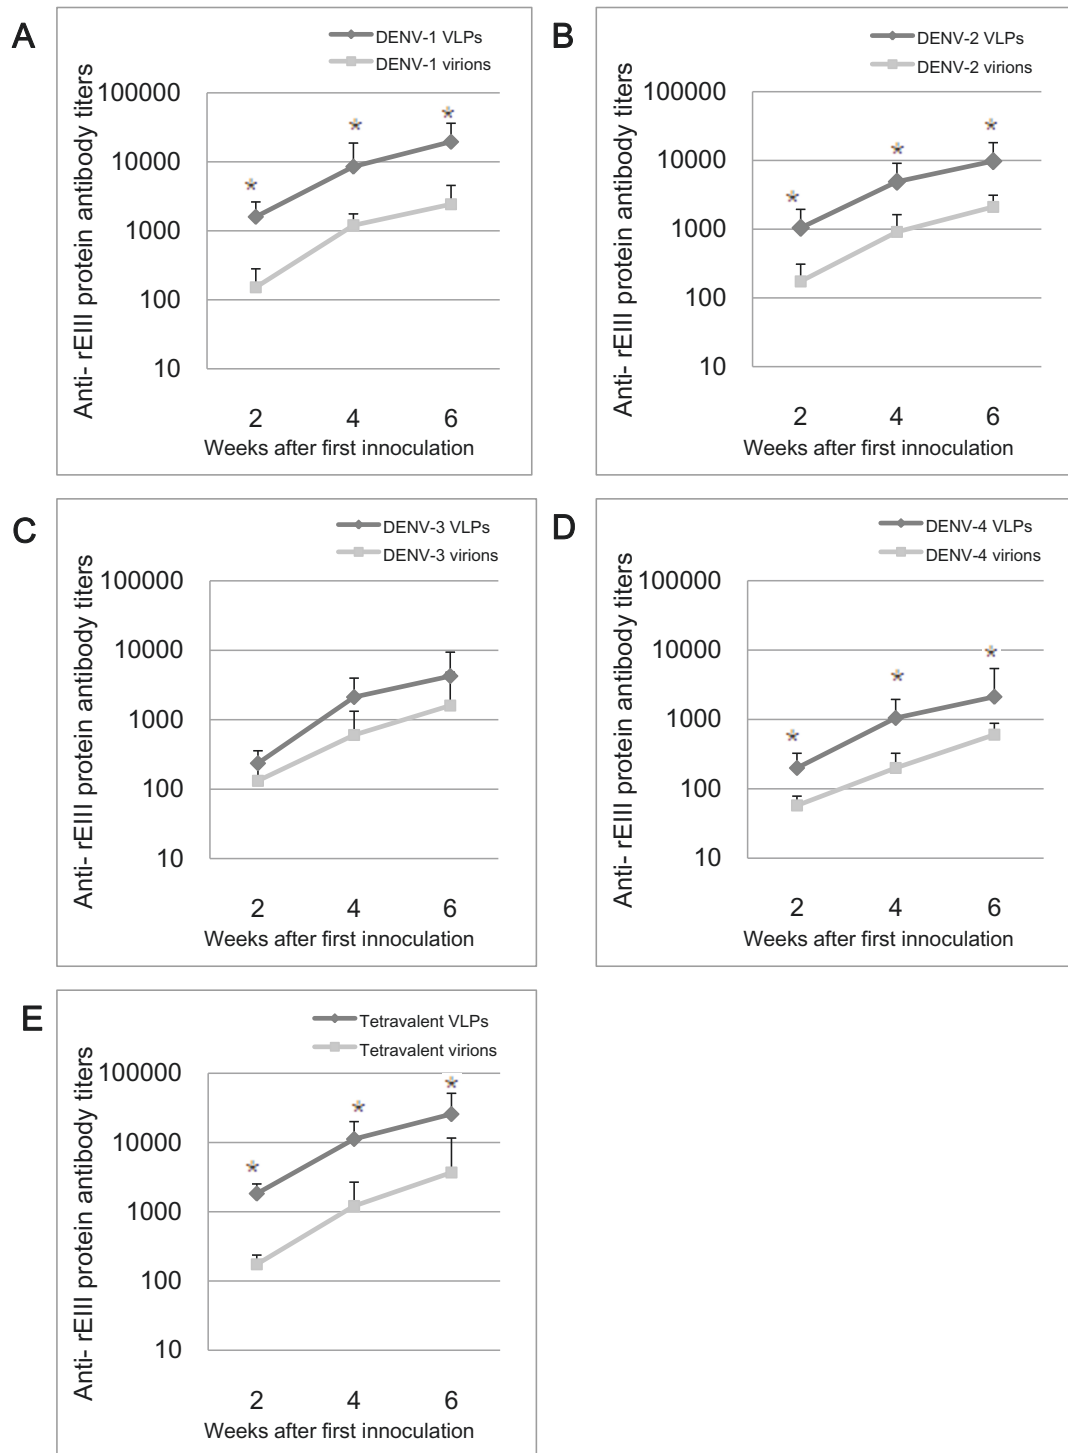 A
DENV-1 VLPs
DENV-1 virions
Anti- rEIII protein antibody titers
100000
10000
1000
100
10
*
*
*
2 4 6
Weeks after first innoculation
B
DENV-2 VLPs
DENV-2 virions
Anti- rEIII protein antibody titers
100000
10000
1000
100
10
*
*
*
2 4 6
Weeks after first innoculation
C
DENV-3 VLPs
DENV-3 virions
Anti- rEIII protein antibody titers
100000
10000
1000
100
10
2 4 6
Weeks after first innoculation
D
DENV-4 VLPs
DENV-4 virions
Anti- rEIII protein antibody titers
100000
10000
1000
100
10
*
*
*
2 4 6
Weeks after first innoculation
E
Tetravalent VLPs
Tetravalent virions
Anti- rEIII protein antibody titers
100000
10000
1000
100
10
*
*
*
2 4 6
Weeks after first innoculation